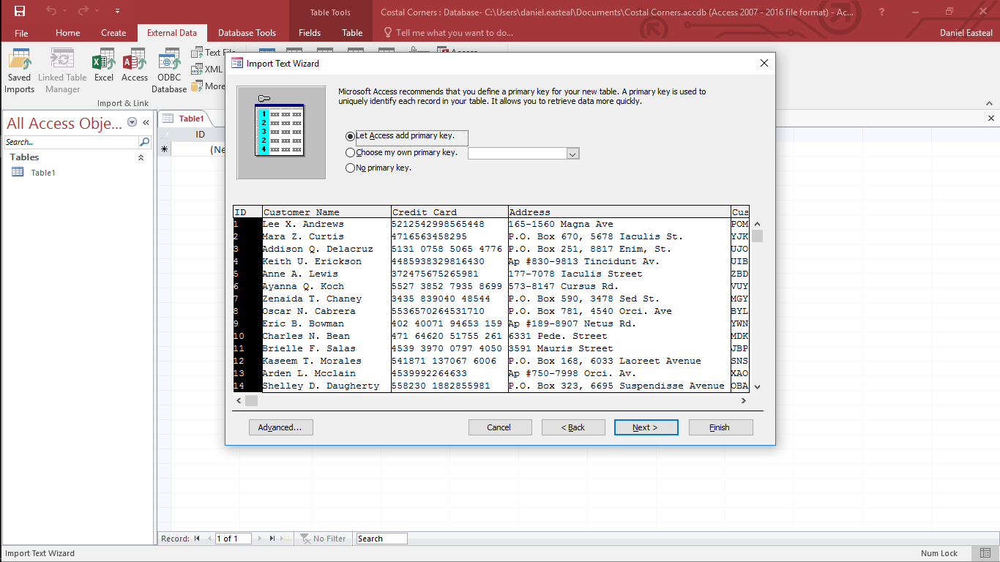 Table Tools
Costal Corners : Database- C:\Users\daniel.easteal\Documents\Costal Corners.accdb (Access 2007 - 2016 file format) - Ac...
?
File Home Create External Data Database Tools Fields Table Tell me what you want to do...
Daniel Easteal
Saved Imports
Linked Table Manager
Excel
Access
ODBC Database
Text File
XML
More
Access
Import & Link
All Access Obje...
Search...
Tables
Table1
Table1
ID
(Ne
Import Text Wizard
1 xxx xxx xxx
2 xxx xxx xxx
3 xxx xxx xxx
2 xxx xxx xxx
4 xxx xxx xxx
Microsoft Access recommends that you define a primary key for your new table. A primary key is used to
uniquely identify each record in your table. It allows you to retrieve data more quickly.
Let Access add primary key.
Choose my own primary key.
No primary key.
ID Customer Name Credit Card Address Cus
1 Lee X. Andrews 5212542998565448 165-1560 Magna Ave POM
2 Mara Z. Curtis 4716563458295 P.O. Box 670, 5678 Iaculis St. YJK
3 Addison Q. Delacruz 5131 0758 5065 4776 P.O. Box 251, 8817 Enim, St. UJO
4 Keith U. Erickson 4485938329816430 Ap #830-9813 Tincidunt Av. UIB
5 Anne A. Lewis 372475675265981 177-7078 Iaculis Street ZBD
6 Ayanna Q. Koch 5527 3852 7935 8699 573-8147 Cursus Rd. VUY
7 Zenaida T. Chaney 3435 839040 48544 P.O. Box 590, 3478 Sed St. MGY
8 Oscar N. Cabrera 5536570264531710 P.O. Box 781, 4540 Orci. Ave BYL
9 Eric B. Bowman 402 40071 94653 159 Ap #189-8907 Netus Rd. YWN
10 Charles N. Bean 471 64620 51755 261 6331 Pede. Street MDK
11 Brielle F. Salas 4539 3970 0797 4050 3591 Mauris Street JBP
12 Kaseem T. Morales 541871 137067 6006 P.O. Box 168, 6033 Laoreet Avenue SNS
13 Arden L. Mcclain 4539992264633 Ap #750-7998 Orci. Av. XAO
14 Shelley D. Daugherty 558230 1882855981 P.O. Box 323, 6695 Suspendisse Avenue OBA
Advanced... Cancel < Back Next > Finish
Record: 1 of 1 No Filter Search
Import Text Wizard
Num Lock